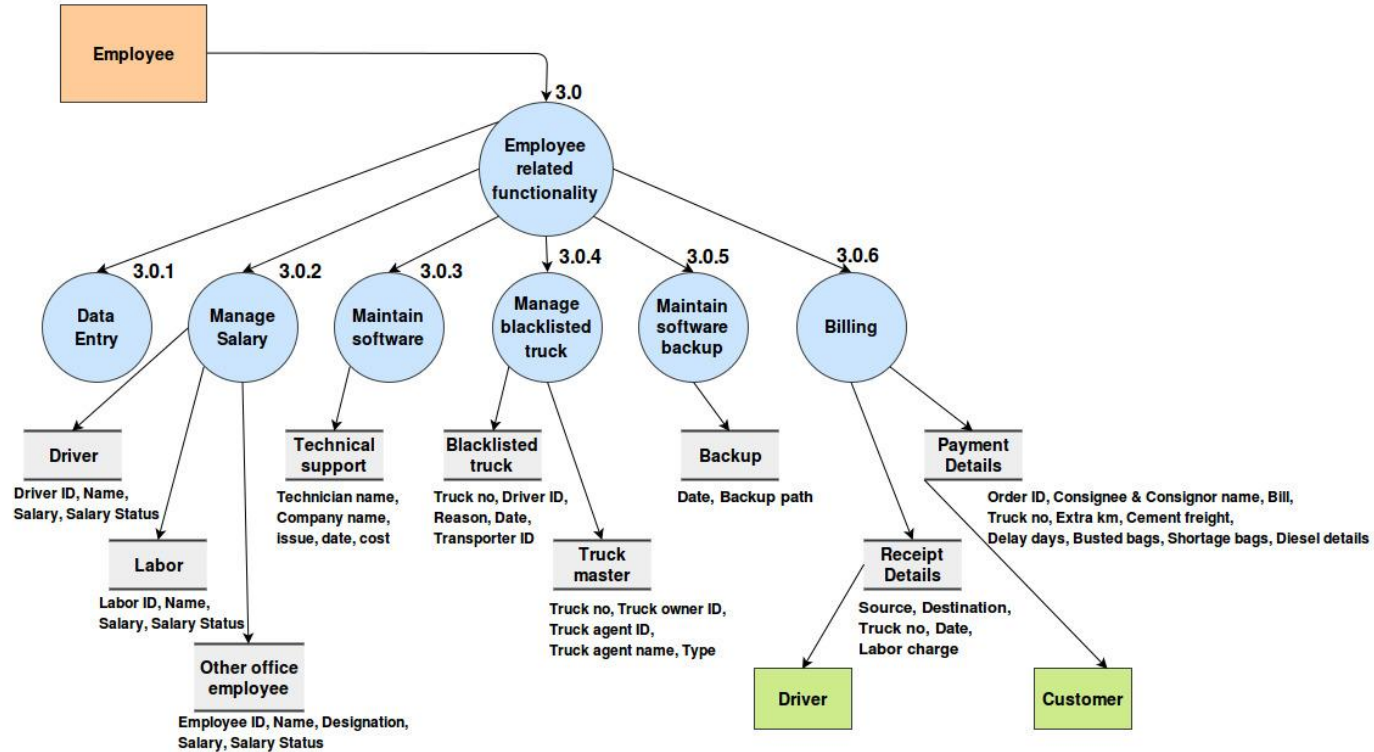 Employee
3.0
Employee
related
functionality
3.0.1
3.0.2
3.0.3
3.0.4
3.0.5
3.0.6
Data
Entry
Manage
Salary
Maintain
software
Manage
blacklisted
truck
Maintain
software
backup
Billing
Driver
Driver ID, Name,
Salary, Salary Status
Technical
support
Technician name,
Company name,
issue, date, cost
Blacklisted
truck
Truck no, Driver ID,
Reason, Date,
Transporter ID
Backup
Date, Backup path
Payment
Details
Order ID, Consignee & Consignor name, Bill,
Truck no, Extra km, Cement freight,
Delay days, Busted bags, Shortage bags, Diesel details
Labor
Labor ID, Name,
Salary, Salary Status
Truck
master
Truck no, Truck owner ID,
Truck agent ID,
Truck agent name, Type
Receipt
Details
Source, Destination,
Truck no, Date,
Labor charge
Other office
employee
Employee ID, Name, Designation,
Salary, Salary Status
Driver
Customer